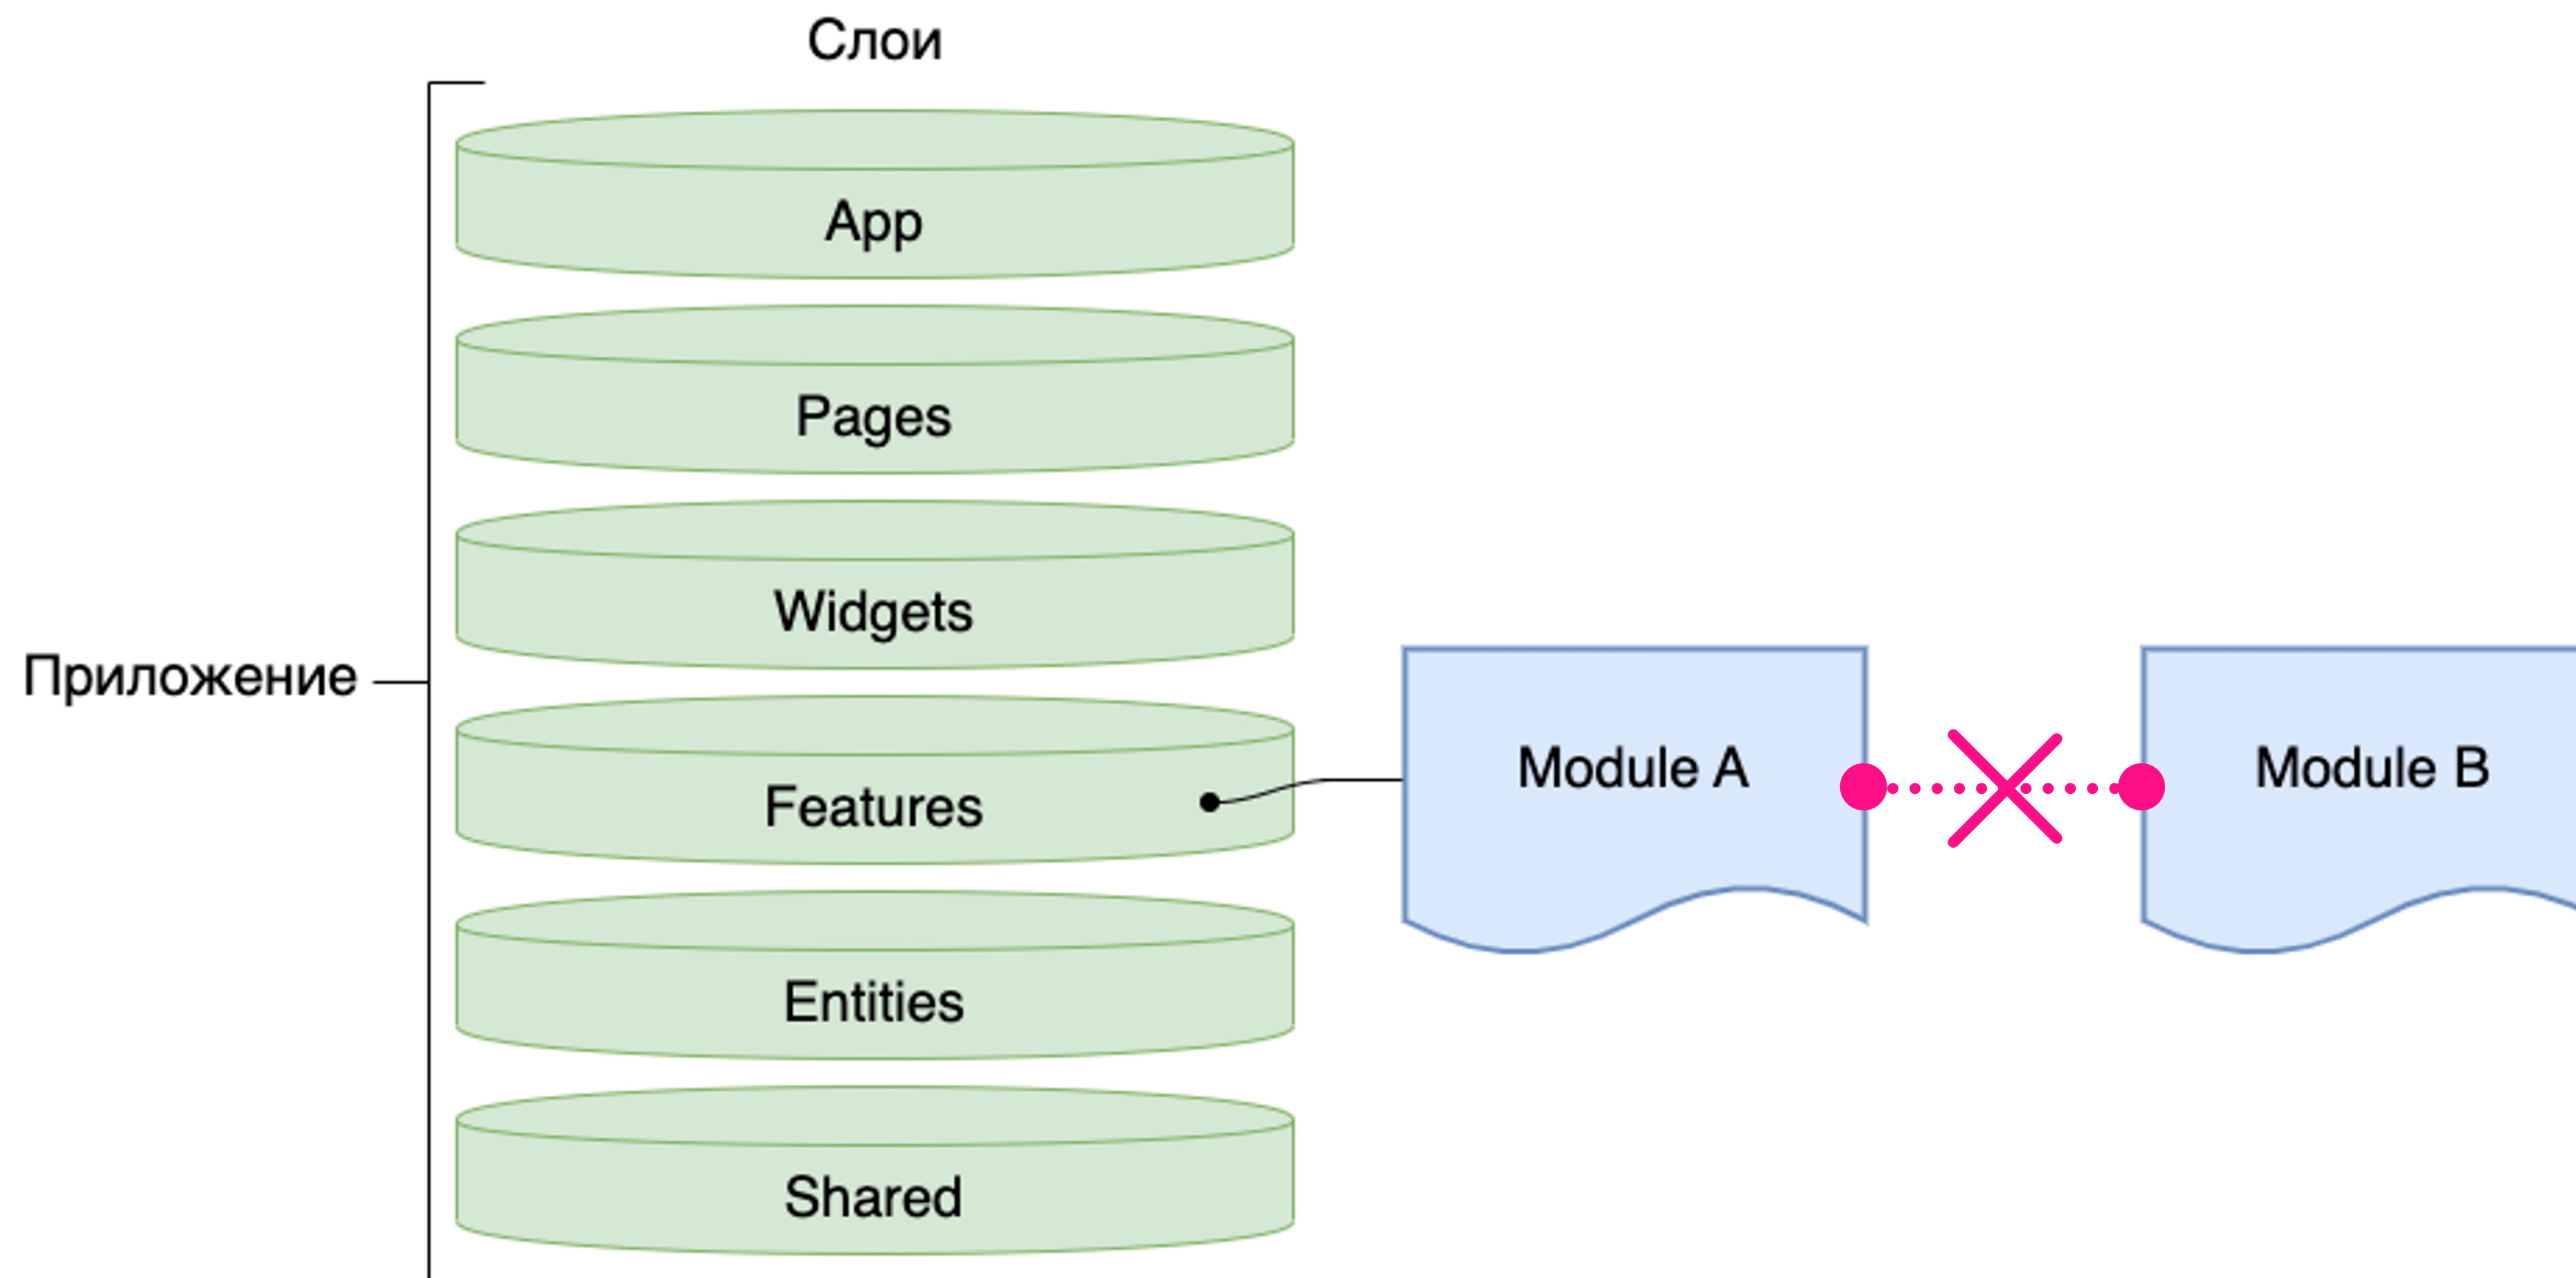 Слои
App
Pages
Widgets
Приложение
Features
Module A
Module B
Entities
Shared